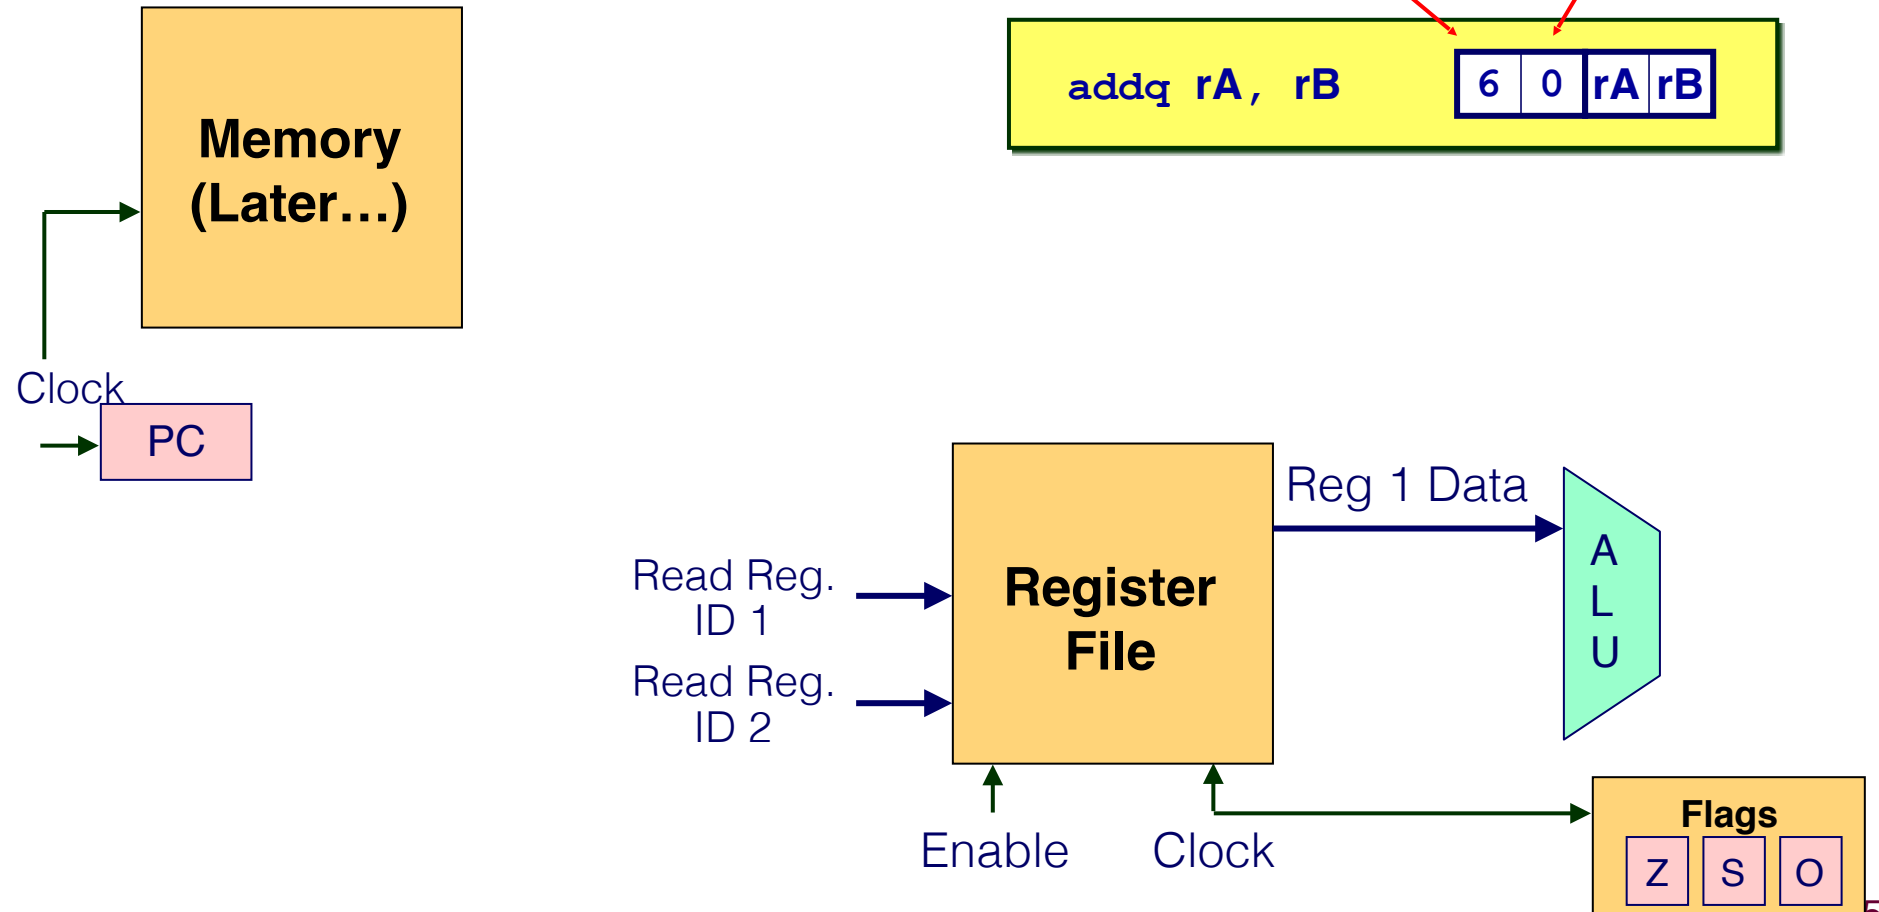 addq rA, rB 6 0 rA rB
Memory
(Later…)
Clock
PC
Reg 1 Data
A
L
U
Read Reg.
ID 1
Register
File
Read Reg.
ID 2
Enable
Clock
Flags
Z S O